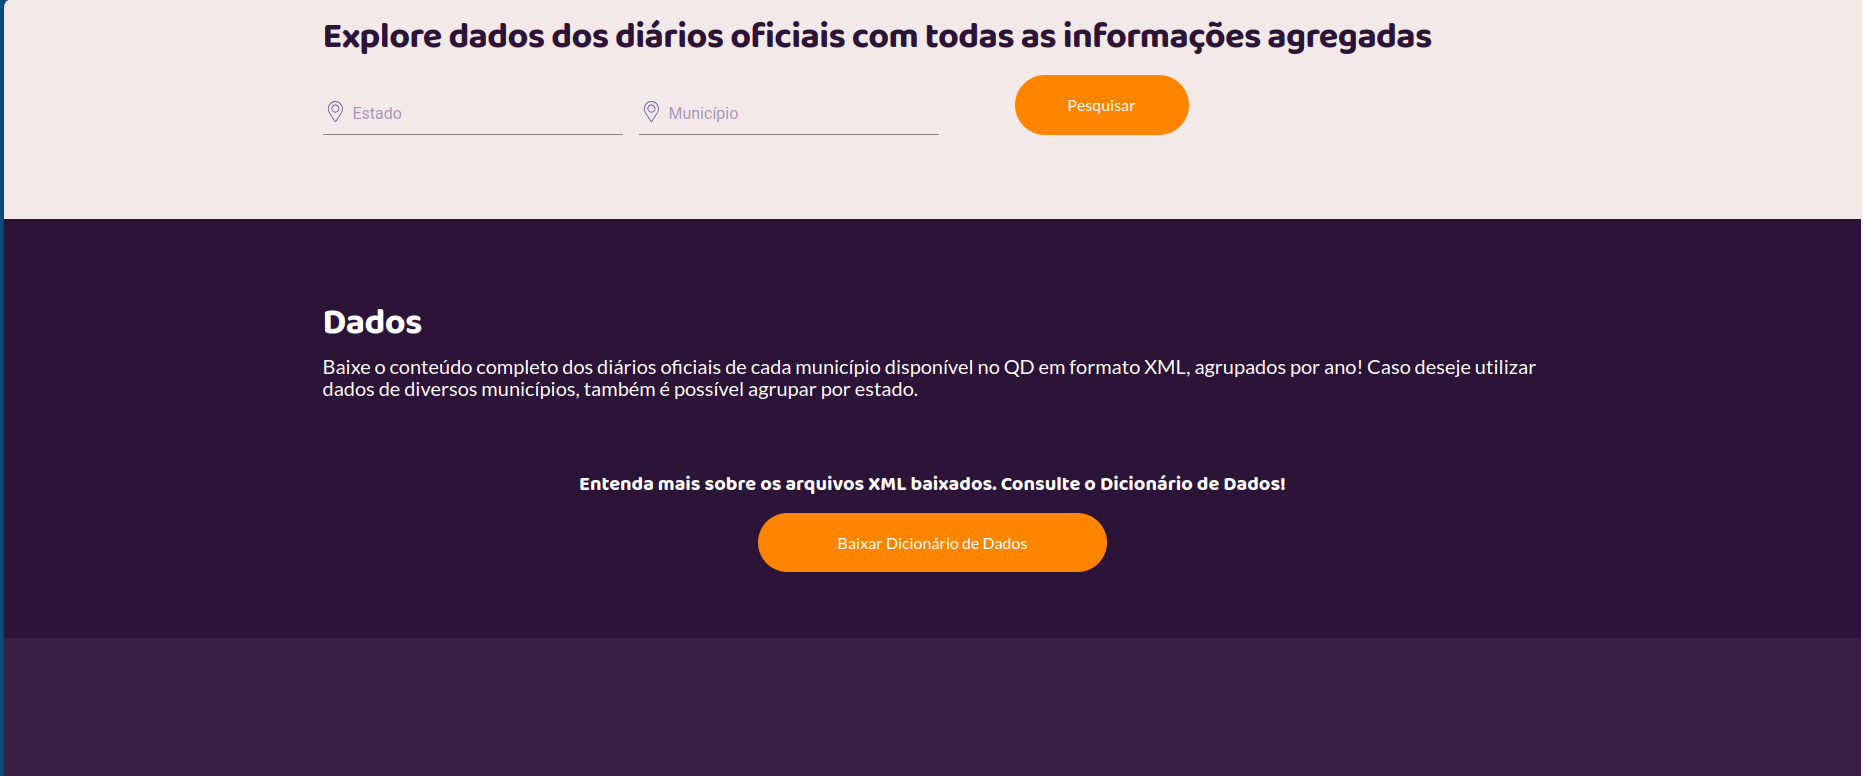 Explore dados dos diários oficiais com todas as informações agregadas
Estado
Município
Pesquisar
Dados
Baixe o conteúdo completo dos diários oficiais de cada município disponível no QD em formato XML, agrupados por ano! Caso deseje utilizar
dados de diversos municípios, também é possível agrupar por estado.
Entenda mais sobre os arquivos XML baixados. Consulte o Dicionário de Dados!
Baixar Dicionário de Dados